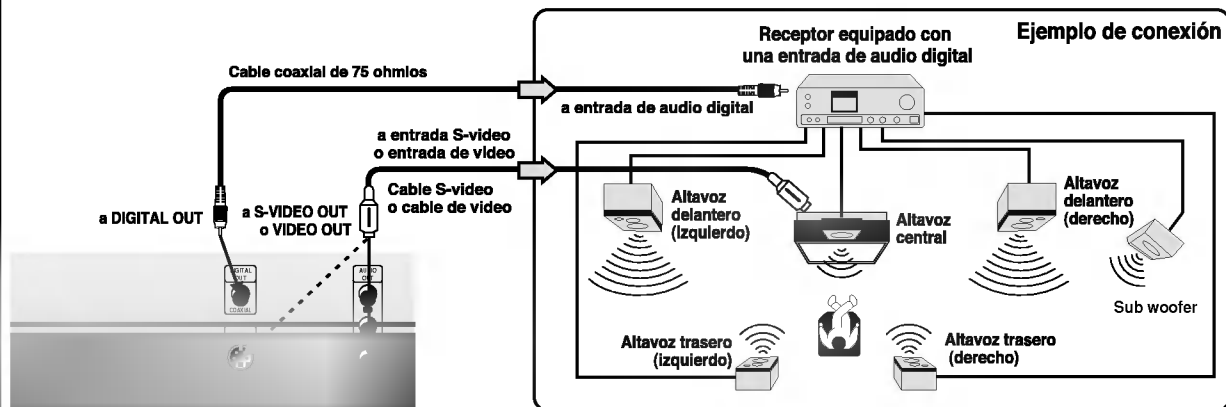 Ejemplo de conexión
Receptor equipado con
una entrada de audio digital
Cable coaxial de 75 ohmios
a entrada de audio digital
a entrada S-video
o entrada de video
Cable S-video
o cable de video
a DIGITAL OUT
a S-VIDEO OUT
o VIDEO OUT
DIGITAL
OUT
COAXIAL
AUDIO
OUT
Altavoz
delantero
(izquierdo)
Altavoz
central
Altavoz
delantero
(derecho)
Sub woofer
Altavoz trasero
(izquierdo)
Altavoz trasero
(derecho)